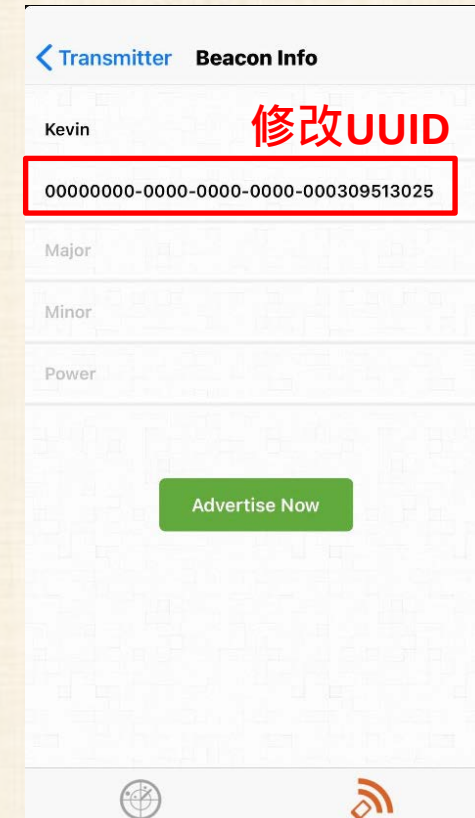 Transmitter Beacon Info
Kevin
修改UUID
00000000-0000-0000-0000-000309513025
Major
Minor
Power
Advertise Now